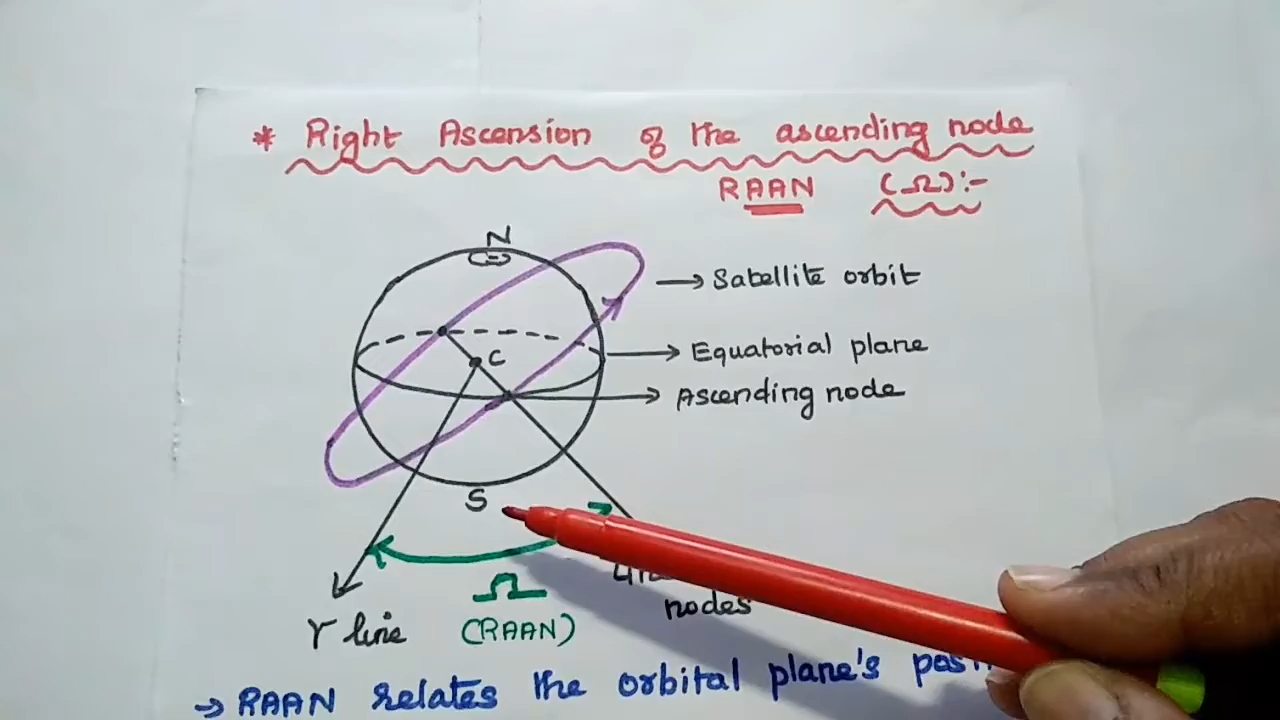 * Right Ascension of the ascending node
RAAN (Ω):-
N
→ Satellite orbit
C
→ Equatorial plane
→ Ascending node
S
nodes
Ω
γ line (RAAN)
→ RAAN relates the orbital plane's